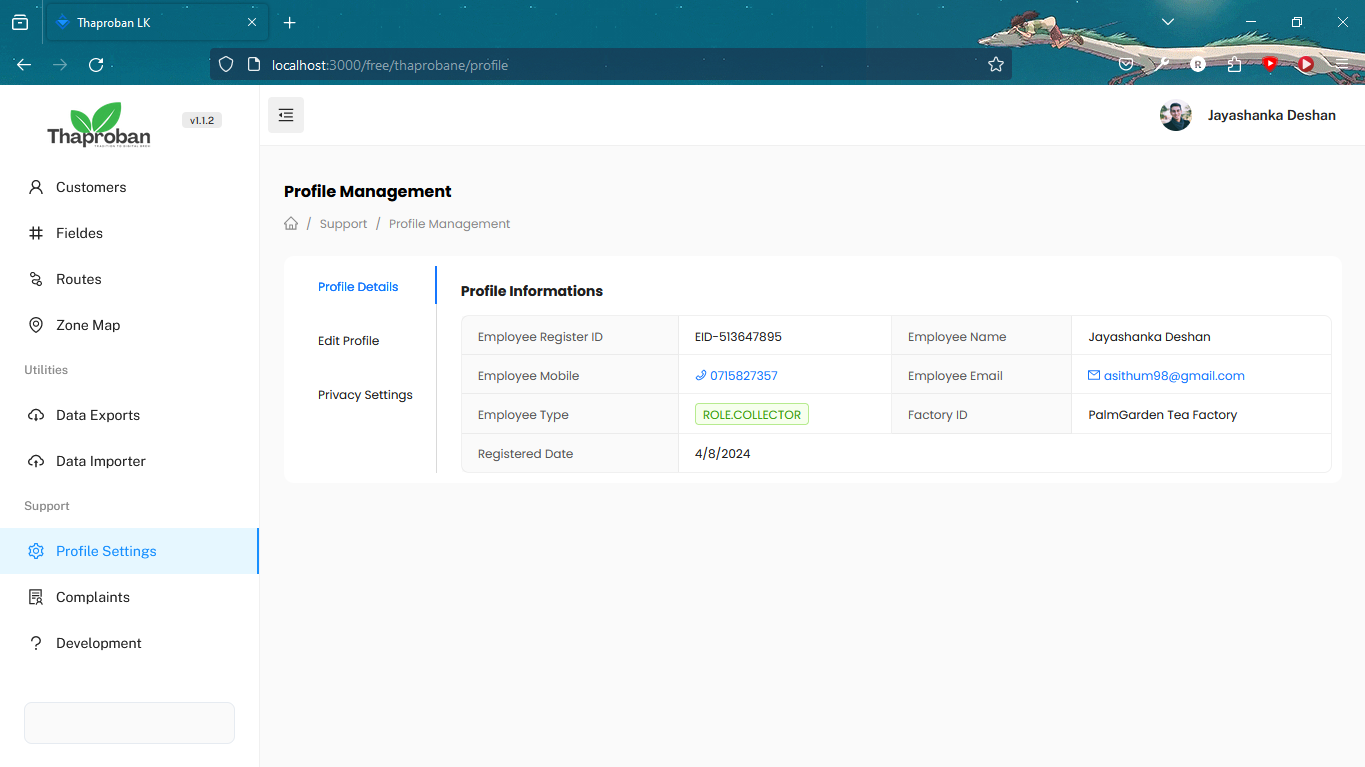 Thaproban LK
localhost:3000/free/thaprobane/profile
R
Thaproban
v1.1.2
Jayashanka Deshan
Customers
Fieldes
Routes
Zone Map
Utilities
Data Exports
Data Importer
Support
Profile Settings
Complaints
Development
Profile Management
/ Support / Profile Management
Profile Details
Edit Profile
Privacy Settings
Profile Informations
Employee Register ID EID-513647895 Employee Name Jayashanka Deshan
Employee Mobile 0715827357 Employee Email asithum98@gmail.com
Employee Type ROLE.COLLECTOR Factory ID PalmGarden Tea Factory
Registered Date 4/8/2024